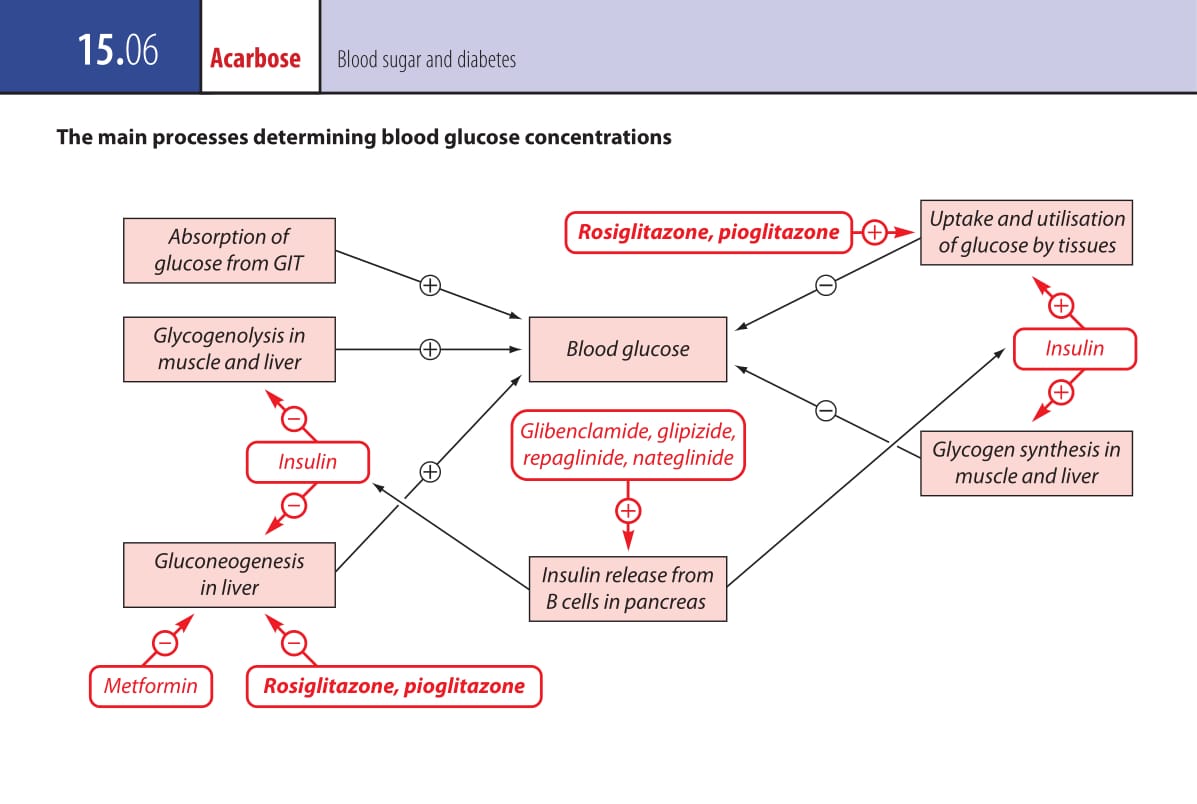 15.06
Acarbose
Blood sugar and diabetes
The main processes determining blood glucose concentrations
Absorption of
glucose from GIT
+
Rosiglitazone, pioglitazone
+
Uptake and utilisation
of glucose by tissues
−
Glycogenolysis in
muscle and liver
+
Blood glucose
+
Insulin
+
−
Insulin
−
+
−
Glibenclamide, glipizide,
repaglinide, nateglinide
+
Glycogen synthesis in
muscle and liver
Gluconeogenesis
in liver
Insulin release from
B cells in pancreas
−
−
Metformin
Rosiglitazone, pioglitazone